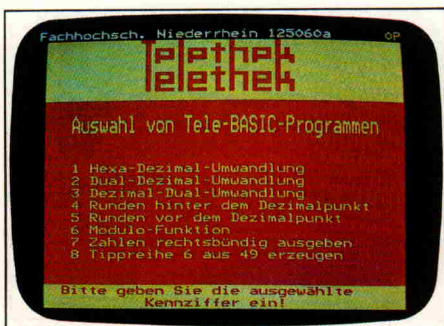 Fachhochsch. Niederrhein 125060a 0P
Telethek
Telethek
Auswahl von Tele-BASIC-Programmen
1 Hexa-Dezimal-Umwandlung
2 Dual-Dezimal-Umwandlung
3 Dezimal-Dual-Umwandlung
4 Runden hinter dem Dezimalpunkt
5 Runden vor dem Dezimalpunkt
6 Modulo-Funktion
7 Zahlen rechtsbündig ausgeben
8 Tippreihe 6 aus 49 erzeugen
Bitte geben Sie die ausgewählte
Kennziffer ein!